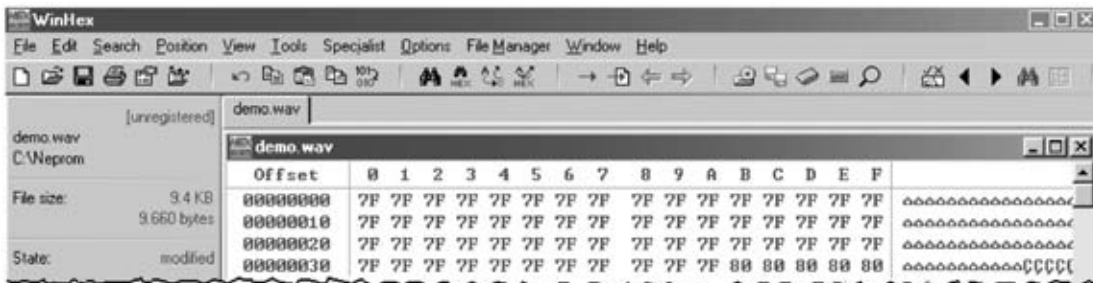 WinHex
File Edit Search Position View Tools Specialist Options File Manager Window Help
[unregistered]
demo.wav
C:\Neprom
File size: 9.4 KB
9.660 bytes
State: modified
demo.wav
demo.wav
Offset 0 1 2 3 4 5 6 7 8 9 A B C D E F
00000000 7F 7F 7F 7F 7F 7F 7F 7F 7F 7F 7F 7F 7F 7F 7F 7F
00000010 7F 7F 7F 7F 7F 7F 7F 7F 7F 7F 7F 7F 7F 7F 7F 7F
00000020 7F 7F 7F 7F 7F 7F 7F 7F 7F 7F 7F 7F 7F 7F 7F 7F
00000030 7F 7F 7F 7F 7F 7F 7F 7F 7F 7F 7F 80 80 80 80 80